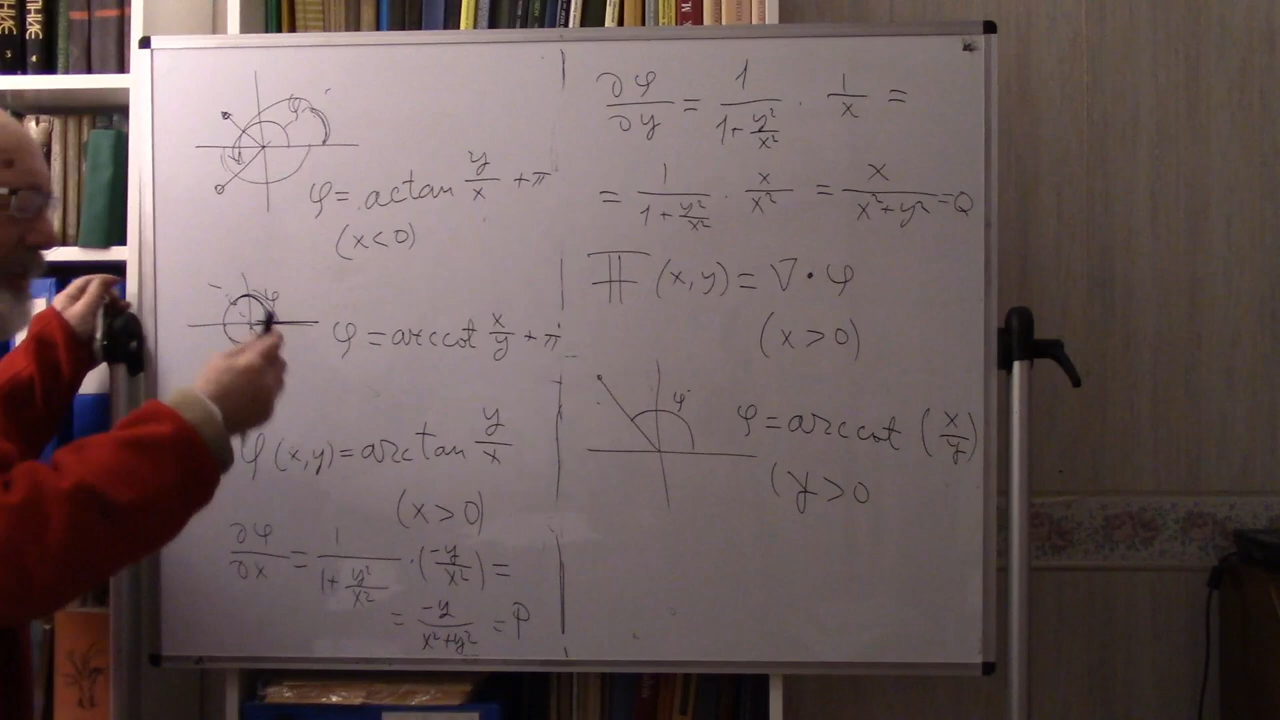 φ
φ = actan y/x + π
(x < 0)
φ
φ = arccot x/y + π
φ(x, y) = arctan y/x
(x > 0)
∂φ/∂x = 1/(1 + y²/x²) · (-y/x²) =
= -y/(x² + y²) = P
∂φ/∂y = 1/(1 + y²/x²) · 1/x =
= 1/(1 + y²/x²) · x/x² = x/(x² + y²) = Q
(x, y) = ∇ · φ
(x > 0)
φ
φ = arccot (x/y)
(y > 0